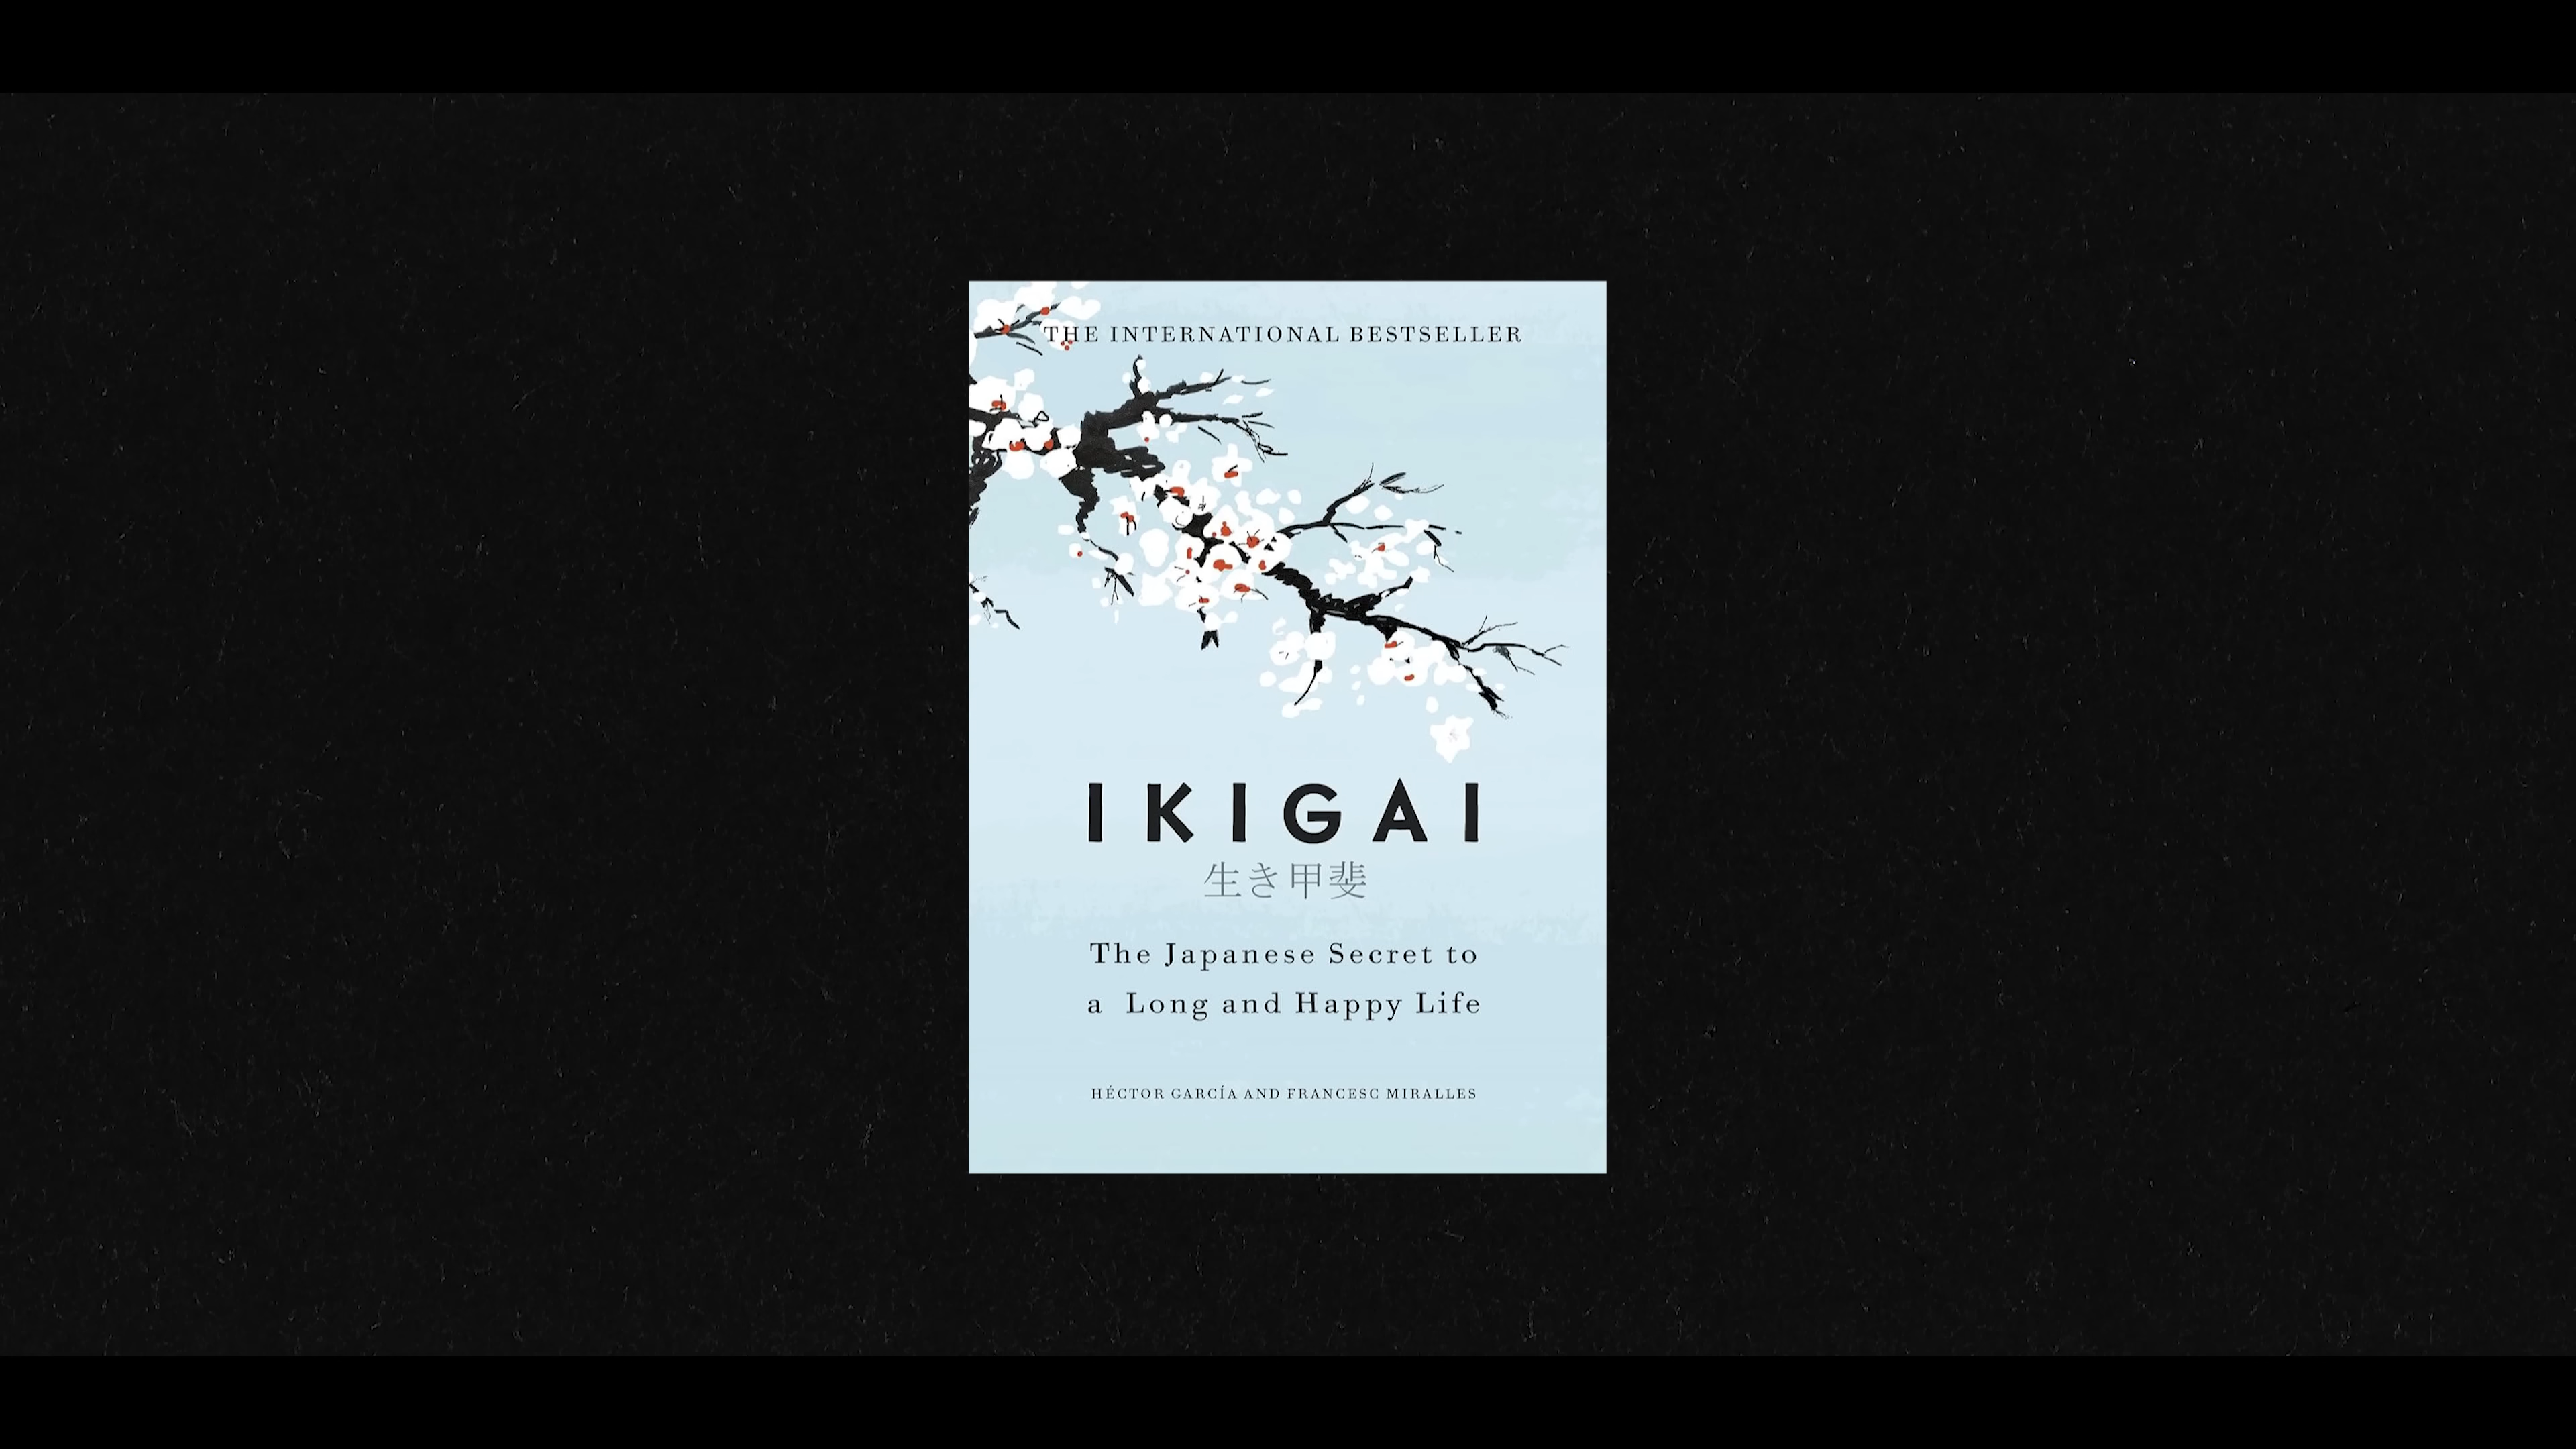 THE INTERNATIONAL BESTSELLER
IKIGAI
生き甲斐
The Japanese Secret to
a Long and Happy Life
HÉCTOR GARCÍA AND FRANCESC MIRALLES